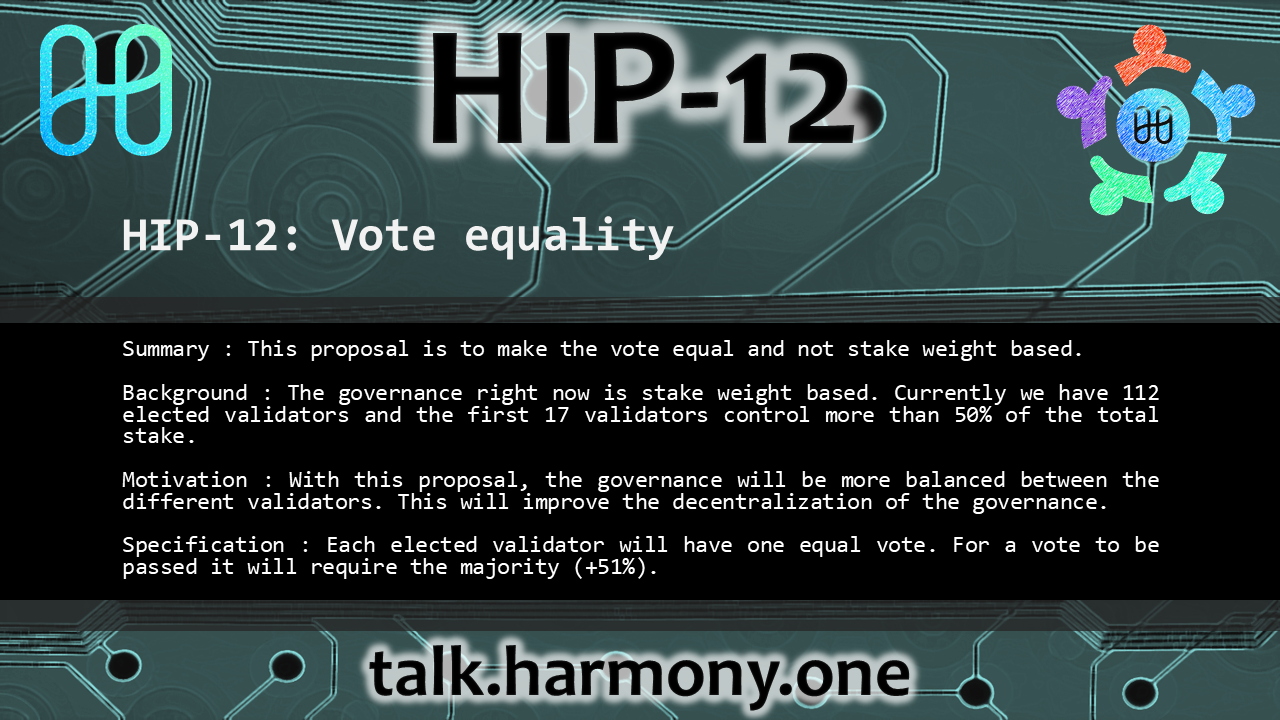 HIP-12
HIP-12: Vote equality
Summary : This proposal is to make the vote equal and not stake weight based.
Background : The governance right now is stake weight based. Currently we have 112
elected validators and the first 17 validators control more than 50% of the total
stake.
Motivation : With this proposal, the governance will be more balanced between the
different validators. This will improve the decentralization of the governance.
Specification : Each elected validator will have one equal vote. For a vote to be
passed it will require the majority (+51%).
talk.harmony.one